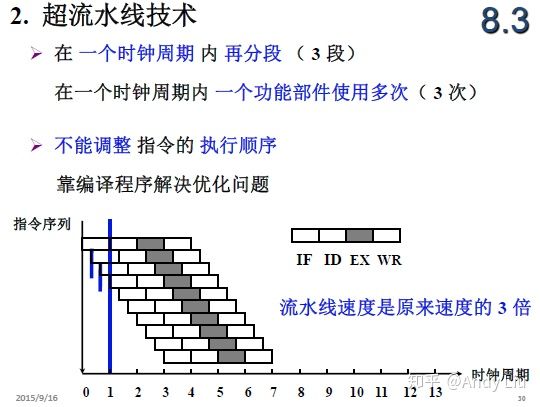 2. 超流水线技术
8.3
➢ 在 一个时钟周期 内 再分段 （ 3 段）
在一个时钟周期内 一个功能部件使用多次（ 3 次）
➢ 不能调整 指令的 执行顺序
靠编译程序解决优化问题
指令序列
IF ID EX WR
流水线速度是原来速度的 3 倍
时钟周期
0 1 2 3 4 5 6 7 8 9 10 11 12 13
知乎 @Andy Liu
2015/9/16
30